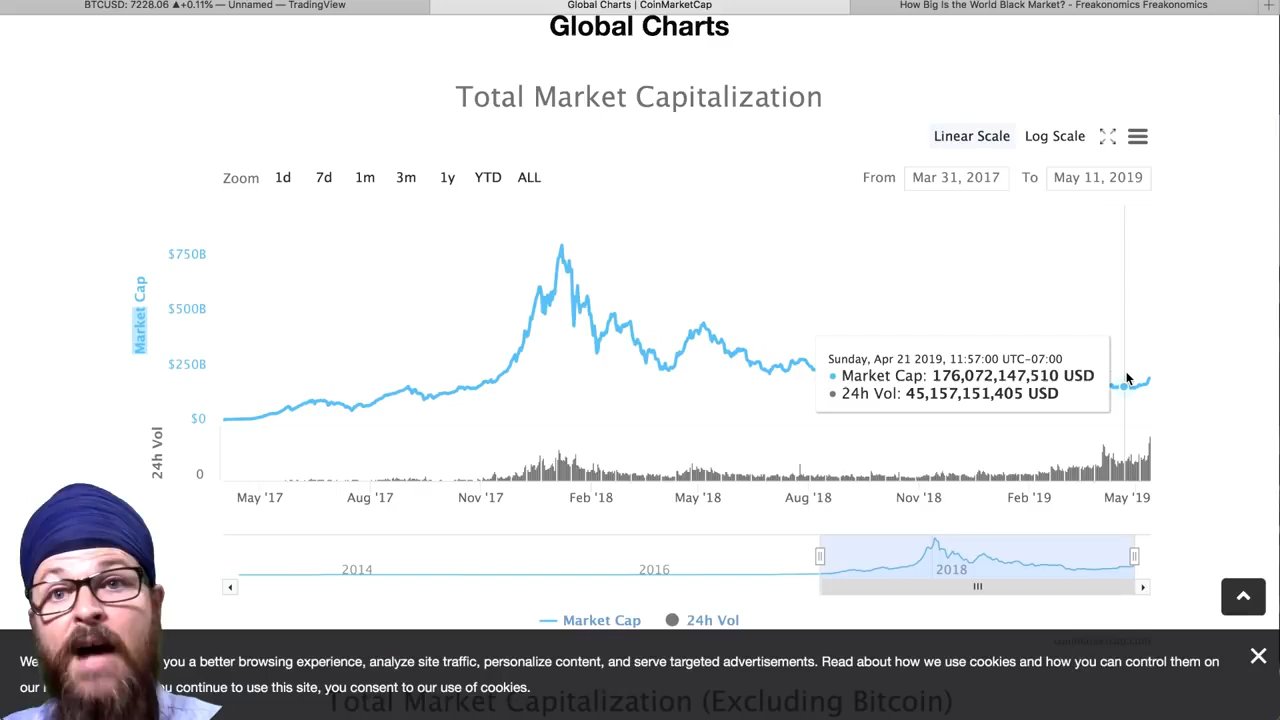 BTCUSD: 7228.06 ▲+0.11% — Unnamed — TradingView
Global Charts | CoinMarketCap
How Big Is the World Black Market? - Freakonomics Freakonomics
Global Charts
Total Market Capitalization
Linear Scale
Log Scale
Zoom 1d 7d 1m 3m 1y YTD ALL
From Mar 31, 2017 To May 11, 2019
$750B
$500B
$250B
$0
Market Cap
Sunday, Apr 21 2019, 11:57:00 UTC-07:00
Market Cap: 176,072,147,510 USD
24h Vol: 45,157,151,405 USD
24h Vol
0
May '17 Aug '17 Nov '17 Feb '18 May '18 Aug '18 Nov '18 Feb '19 May '19
2014 2016 2018
Market Cap 24h Vol
We you a better browsing experience, analyze site traffic, personalize content, and serve targeted advertisements. Read about how we use cookies and how you can control them on
our u continue to use this site, you consent to our use of cookies.
Total Market Capitalization (Excluding Bitcoin)